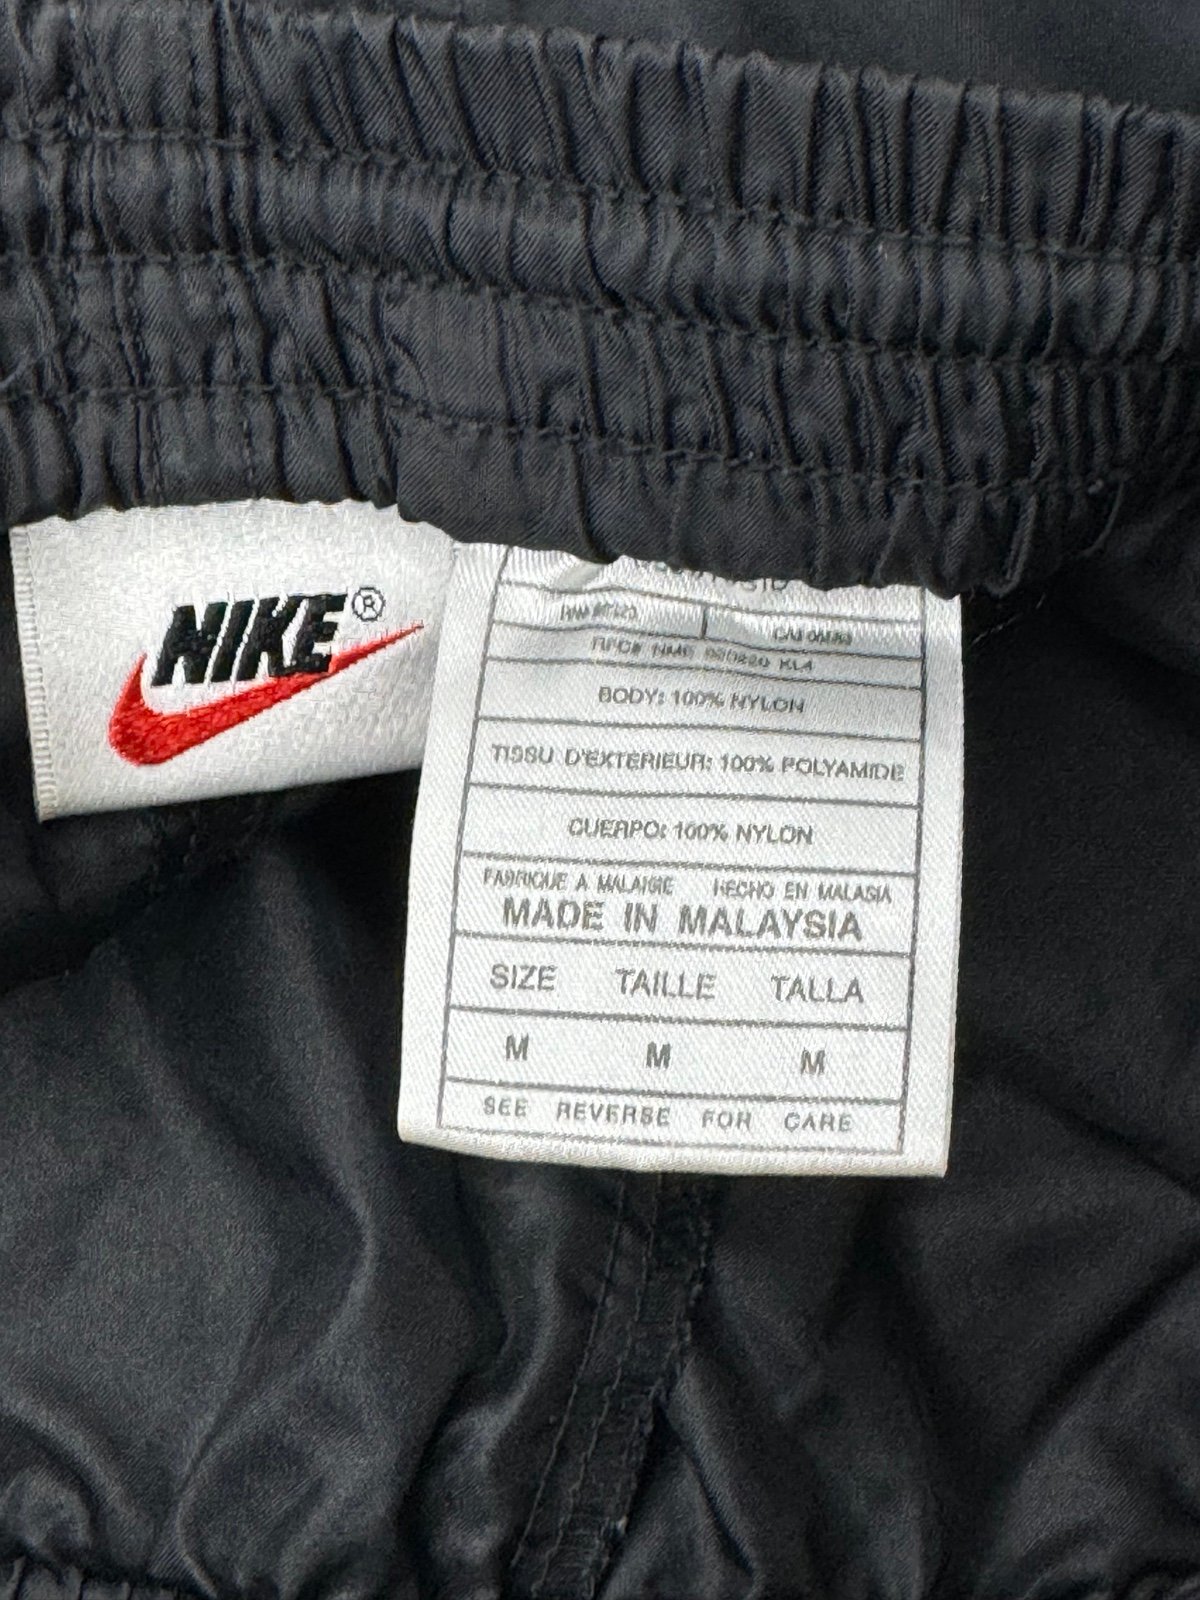 NIKE®
BODY: 100% NYLON
TISSU D'EXTERIEUR: 100% POLYAMIDE
CUERPO: 100% NYLON
FABRIQUE A MALAISIE HECHO EN MALASIA
MADE IN MALAYSIA
SIZE TAILLE TALLA
M M M
SEE REVERSE FOR CARE